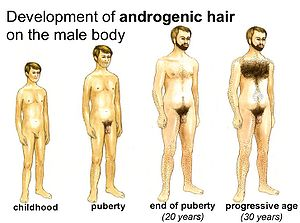 Development of androgenic hair
on the male body
childhood
puberty
end of puberty
(20 years)
progressive age
(30 years)